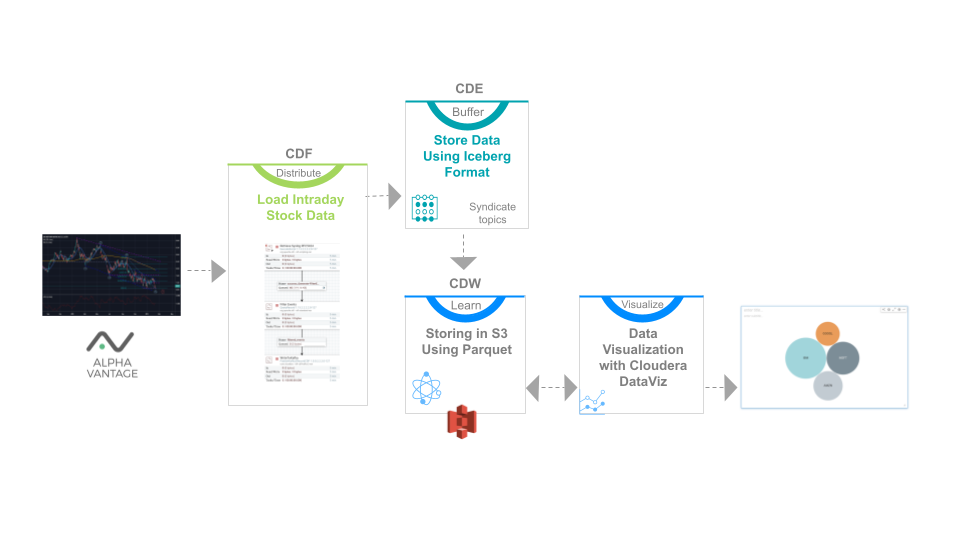 CDE
Buffer
Store Data
Using Iceberg
Format
Syndicate
topics
CDF
Distribute
Load Intraday
Stock Data
ALPHA
VANTAGE
CDW
Learn
Storing in S3
Using Parquet
Visualize
Data
Visualization
with Cloudera
DataViz